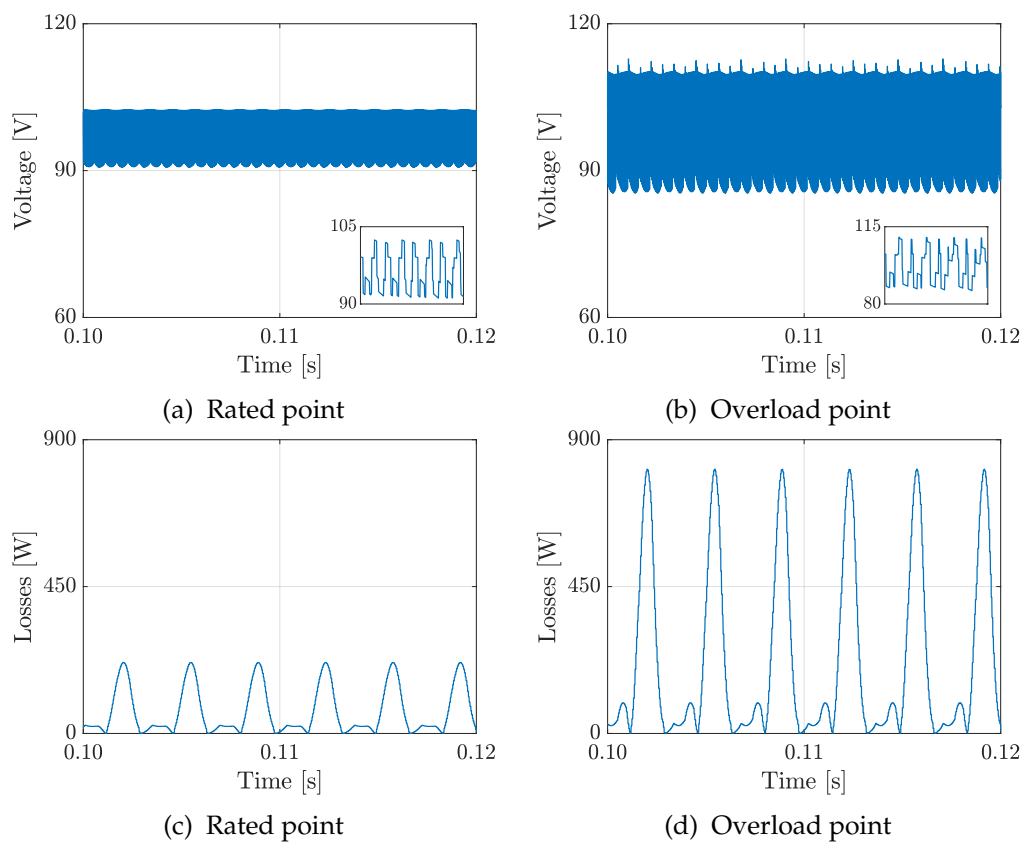 120
90
60
Voltage [V]
105
90
0.10
0.11
0.12
Time [s]
(a) Rated point
120
90
60
Voltage [V]
115
80
0.10
0.11
0.12
Time [s]
(b) Overload point
900
450
0
Losses [W]
0.10
0.11
0.12
Time [s]
(c) Rated point
900
450
0
Losses [W]
0.10
0.11
0.12
Time [s]
(d) Overload point